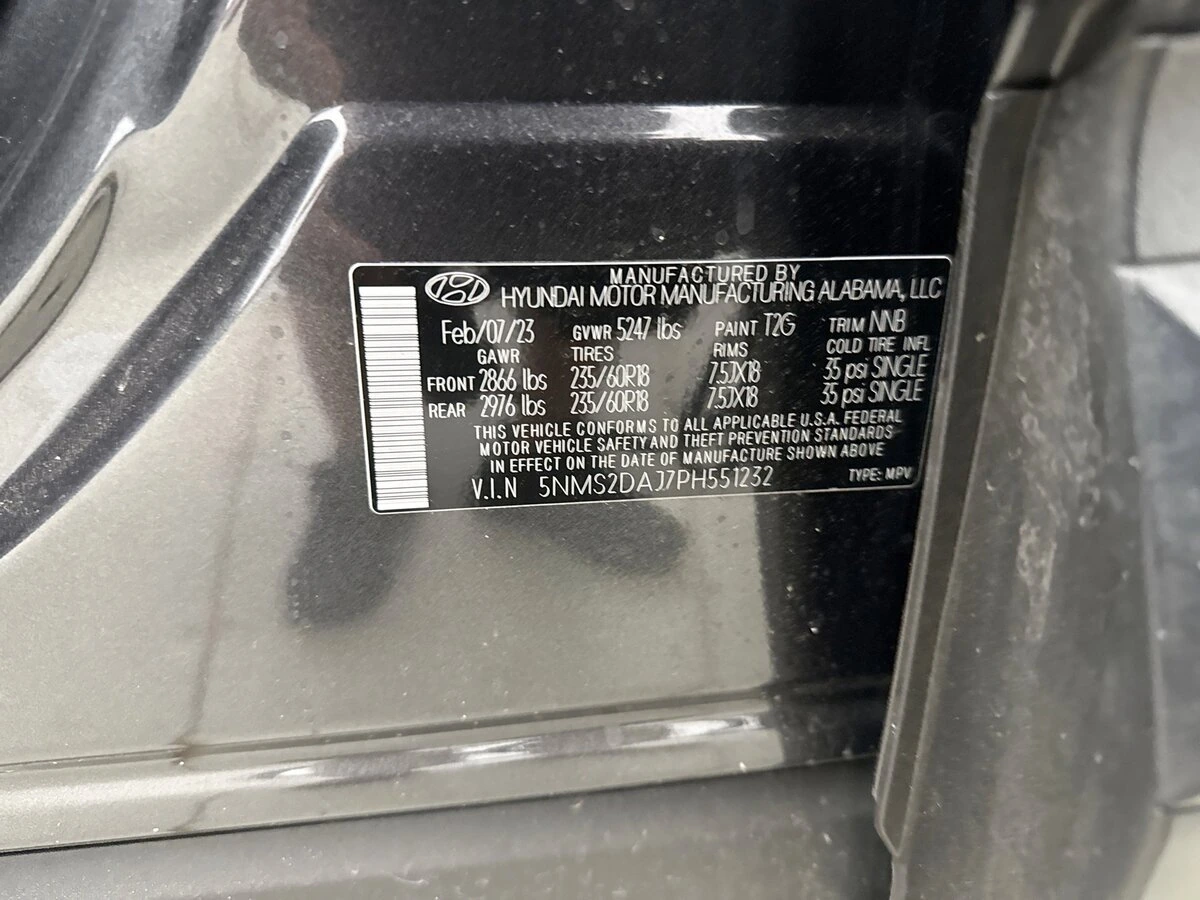 MANUFACTURED BY
HYUNDAI MOTOR MANUFACTURING ALABAMA, LLC
Feb/07/23 GVWR 5247 lbs PAINT T2G TRIM NNB
GAWR TIRES RIMS COLD TIRE INFL
FRONT 2866 lbs 235/60R18 7.5JX18 35 psi SINGLE
REAR 2976 lbs 235/60R18 7.5JX18 35 psi SINGLE
THIS VEHICLE CONFORMS TO ALL APPLICABLE U.S.A. FEDERAL
MOTOR VEHICLE SAFETY AND THEFT PREVENTION STANDARDS
IN EFFECT ON THE DATE OF MANUFACTURE SHOWN ABOVE
V.I.N 5NMS2DAJ7PH551232 TYPE: MPV